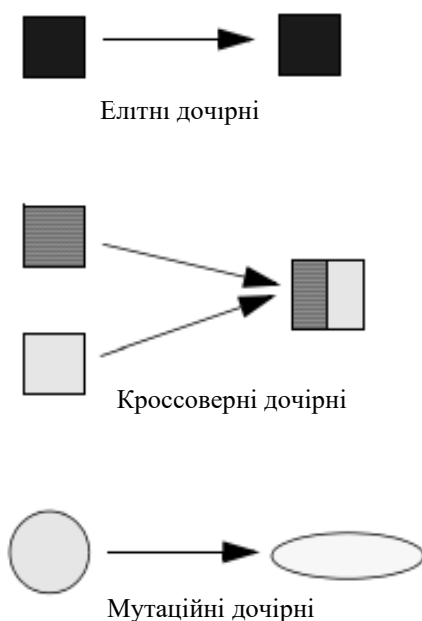 Елітні дочірні
Кроссоверні дочірні
Мутаційні дочірні